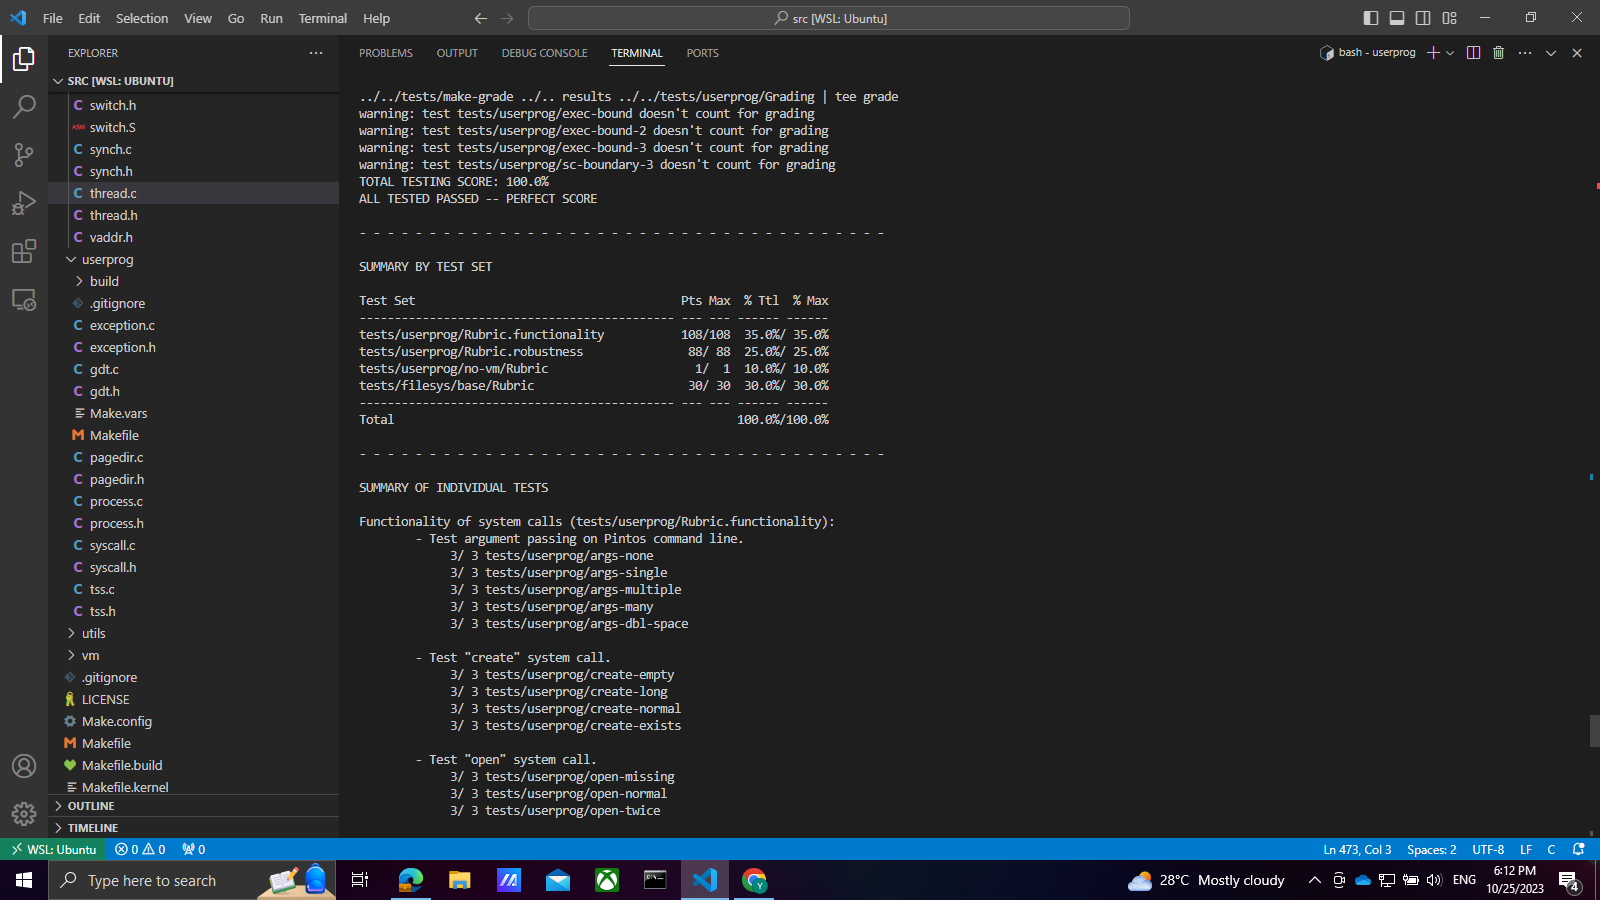 File Edit Selection View Go Run Terminal Help
src [WSL: Ubuntu]
EXPLORER
SRC [WSL: UBUNTU]
switch.h
ASM switch.S
C synch.c
C synch.h
C thread.c
C thread.h
C vaddr.h
userprog
build
.gitignore
C exception.c
C exception.h
C gdt.c
C gdt.h
Make.vars
M Makefile
C pagedir.c
C pagedir.h
C process.c
C process.h
C syscall.c
C syscall.h
C tss.c
C tss.h
utils
vm
.gitignore
LICENSE
Make.config
M Makefile
Makefile.build
Makefile.kernel
OUTLINE
TIMELINE
PROBLEMS OUTPUT DEBUG CONSOLE TERMINAL PORTS
bash - userprog
../../tests/make-grade ../.. results ../../tests/userprog/Grading | tee grade
warning: test tests/userprog/exec-bound doesn't count for grading
warning: test tests/userprog/exec-bound-2 doesn't count for grading
warning: test tests/userprog/exec-bound-3 doesn't count for grading
warning: test tests/userprog/sc-boundary-3 doesn't count for grading
TOTAL TESTING SCORE: 100.0%
ALL TESTED PASSED -- PERFECT SCORE
- - - - - - - - - - - - - - - - - - - - - - - - - - - - - - - - - - - - - -
SUMMARY BY TEST SET
Test Set Pts Max % Ttl % Max
--------------------------------------------- --- --- ------ ------
tests/userprog/Rubric.functionality 108/108 35.0%/ 35.0%
tests/userprog/Rubric.robustness 88/ 88 25.0%/ 25.0%
tests/userprog/no-vm/Rubric 1/ 1 10.0%/ 10.0%
tests/filesys/base/Rubric 30/ 30 30.0%/ 30.0%
--------------------------------------------- --- --- ------ ------
Total 100.0%/100.0%
- - - - - - - - - - - - - - - - - - - - - - - - - - - - - - - - - - - - - -
SUMMARY OF INDIVIDUAL TESTS
Functionality of system calls (tests/userprog/Rubric.functionality):
- Test argument passing on Pintos command line.
3/ 3 tests/userprog/args-none
3/ 3 tests/userprog/args-single
3/ 3 tests/userprog/args-multiple
3/ 3 tests/userprog/args-many
3/ 3 tests/userprog/args-dbl-space
- Test "create" system call.
3/ 3 tests/userprog/create-empty
3/ 3 tests/userprog/create-long
3/ 3 tests/userprog/create-normal
3/ 3 tests/userprog/create-exists
- Test "open" system call.
3/ 3 tests/userprog/open-missing
3/ 3 tests/userprog/open-normal
3/ 3 tests/userprog/open-twice
WSL: Ubuntu 0 0 0
Ln 473, Col 3 Spaces: 2 UTF-8 LF C
Type here to search
28°C Mostly cloudy
ENG
6:12 PM
10/25/2023
4